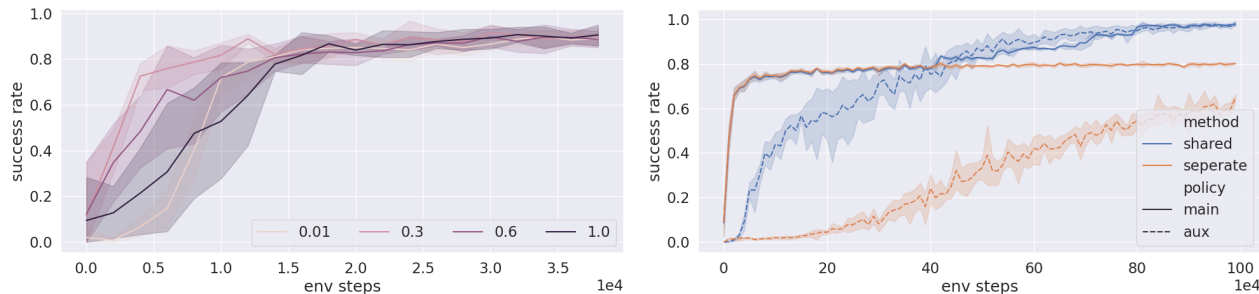 success rate
1.0
0.8
0.6
0.4
0.2
0.0
0.01
0.3
0.6
1.0
0.0 0.5 1.0 1.5 2.0 2.5 3.0 3.5
env steps
1e4
success rate
1.0
0.8
0.6
0.4
0.2
0.0
method
shared
seperate
policy
main
aux
0 20 40 60 80 100
env steps
1e4